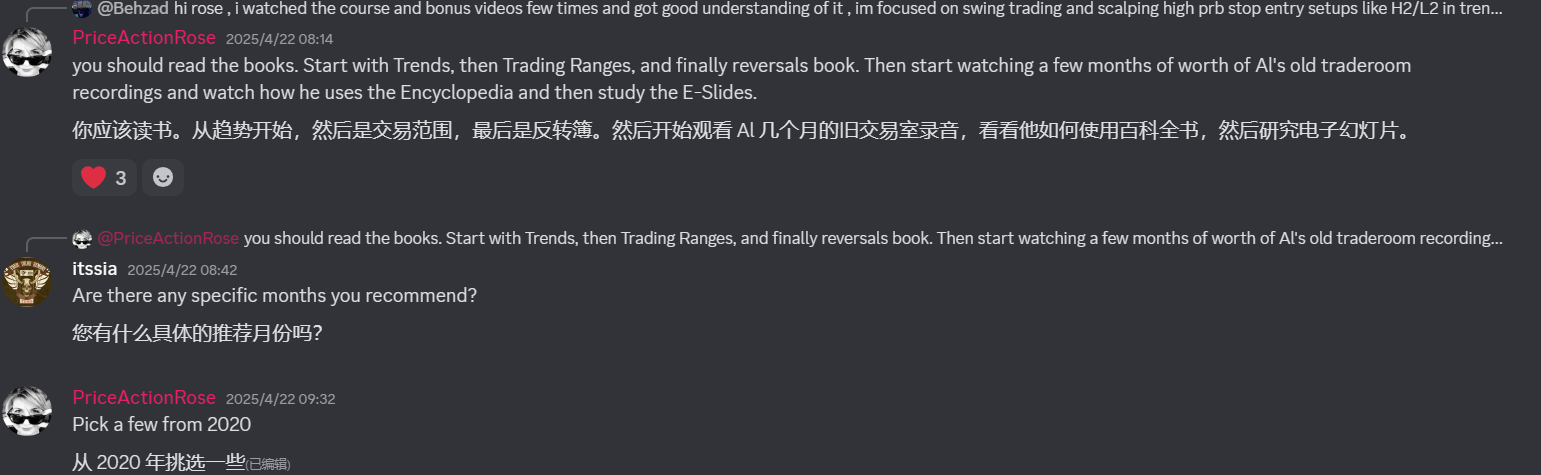 @Behzad hi rose , i watched the course and bonus videos few times and got good understanding of it , im focused on swing trading and scalping high prb stop entry setups like H2/L2 in tren...
PriceActionRose 2025/4/22 08:14
you should read the books. Start with Trends, then Trading Ranges, and finally reversals book. Then start watching a few months of worth of Al's old traderoom
recordings and watch how he uses the Encyclopedia and then study the E-Slides.
你应该读书。从趋势开始，然后是交易范围，最后是反转簿。然后开始观看 Al 几个月的旧交易室录音，看看他如何使用百科全书，然后研究电子幻灯片。
3
@PriceActionRose you should read the books. Start with Trends, then Trading Ranges, and finally reversals book. Then start watching a few months of worth of Al's old traderoom recording...
itssia 2025/4/22 08:42
Are there any specific months you recommend?
您有什么具体的推荐月份吗？
PriceActionRose 2025/4/22 09:32
Pick a few from 2020
从 2020 年挑选一些(已编辑)